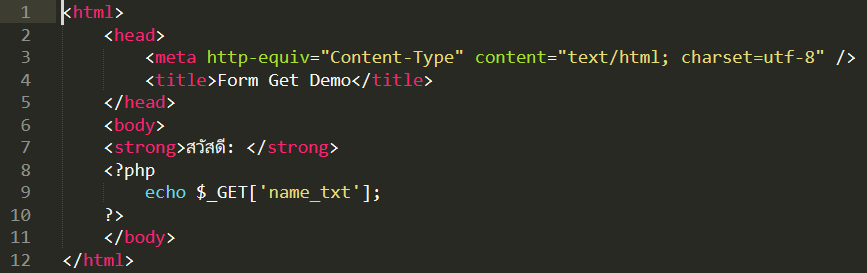 1 <html>
2 <head>
3 <meta http-equiv="Content-Type" content="text/html; charset=utf-8" />
4 <title>Form Get Demo</title>
5 </head>
6 <body>
7 <strong>สวัสดี: </strong>
8 <?php
9 echo $_GET['name_txt'];
10 ?>
11 </body>
12 </html>